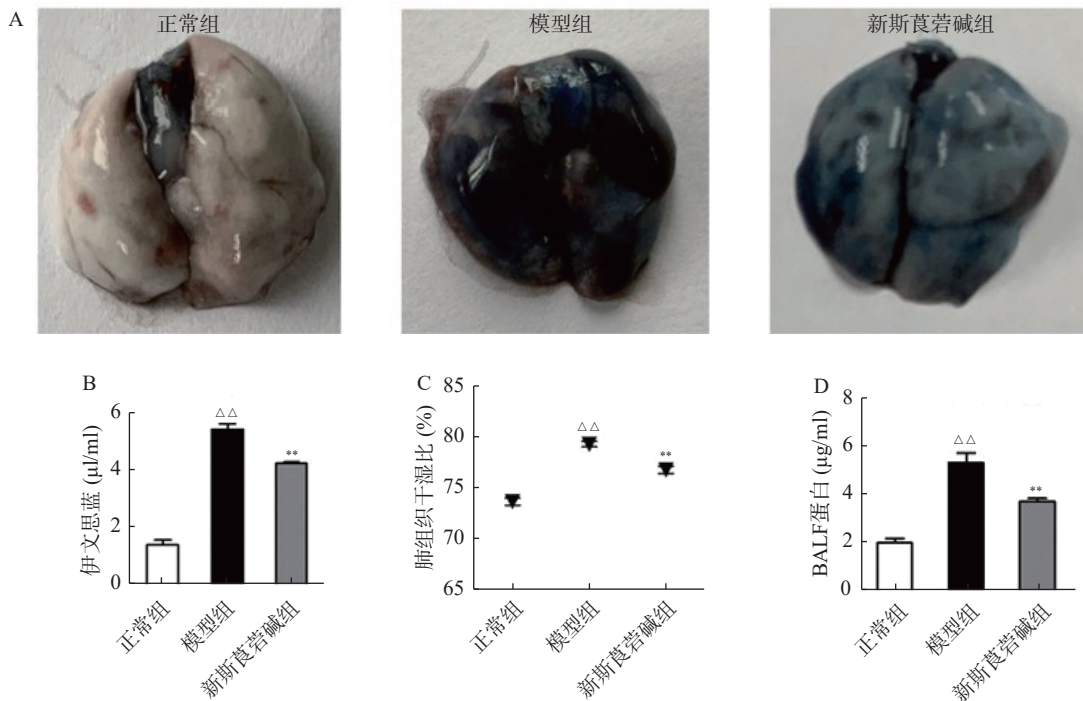 A
正常组
模型组
新斯莨菪碱组
B
伊文思蓝 (μl/ml)
6
4
2
0
△△
**
正常组
模型组
新斯莨菪碱组
C
肺组织干湿比 (%)
85
80
75
70
65
△△
**
正常组
模型组
新斯莨菪碱组
D
BALF蛋白 (μg/ml)
8
6
4
2
0
△△
**
正常组
模型组
新斯莨菪碱组